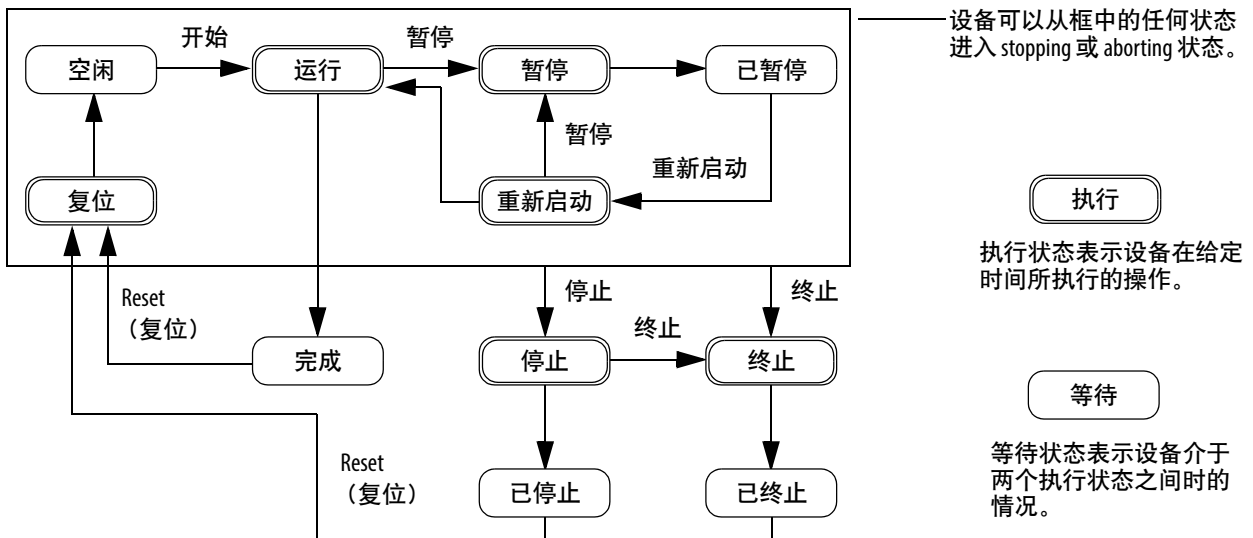 设备可以从框中的任何状态
进入 stopping 或 aborting 状态。
开始
暂停
空闲
运行
暂停
已暂停
暂停
重新启动
复位
重新启动
执行
执行状态表示设备在给定
时间所执行的操作。
Reset
（复位）
停止
终止
终止
完成
停止
终止
等待
等待状态表示设备介于
两个执行状态之间时的
情况。
Reset
（复位）
已停止
已终止